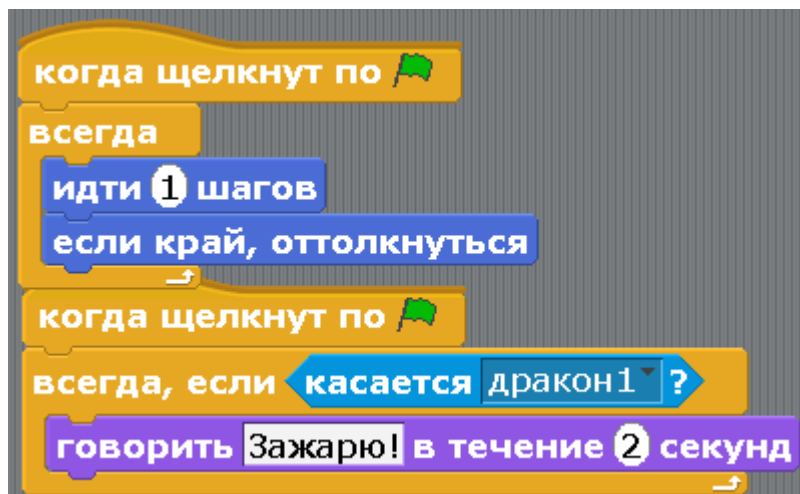 когда щелкнут по
всегда
идти 1 шагов
если край, оттолкнуться
когда щелкнут по
всегда, если касается дракон1 ?
говорить Зажарю! в течение 2 секунд